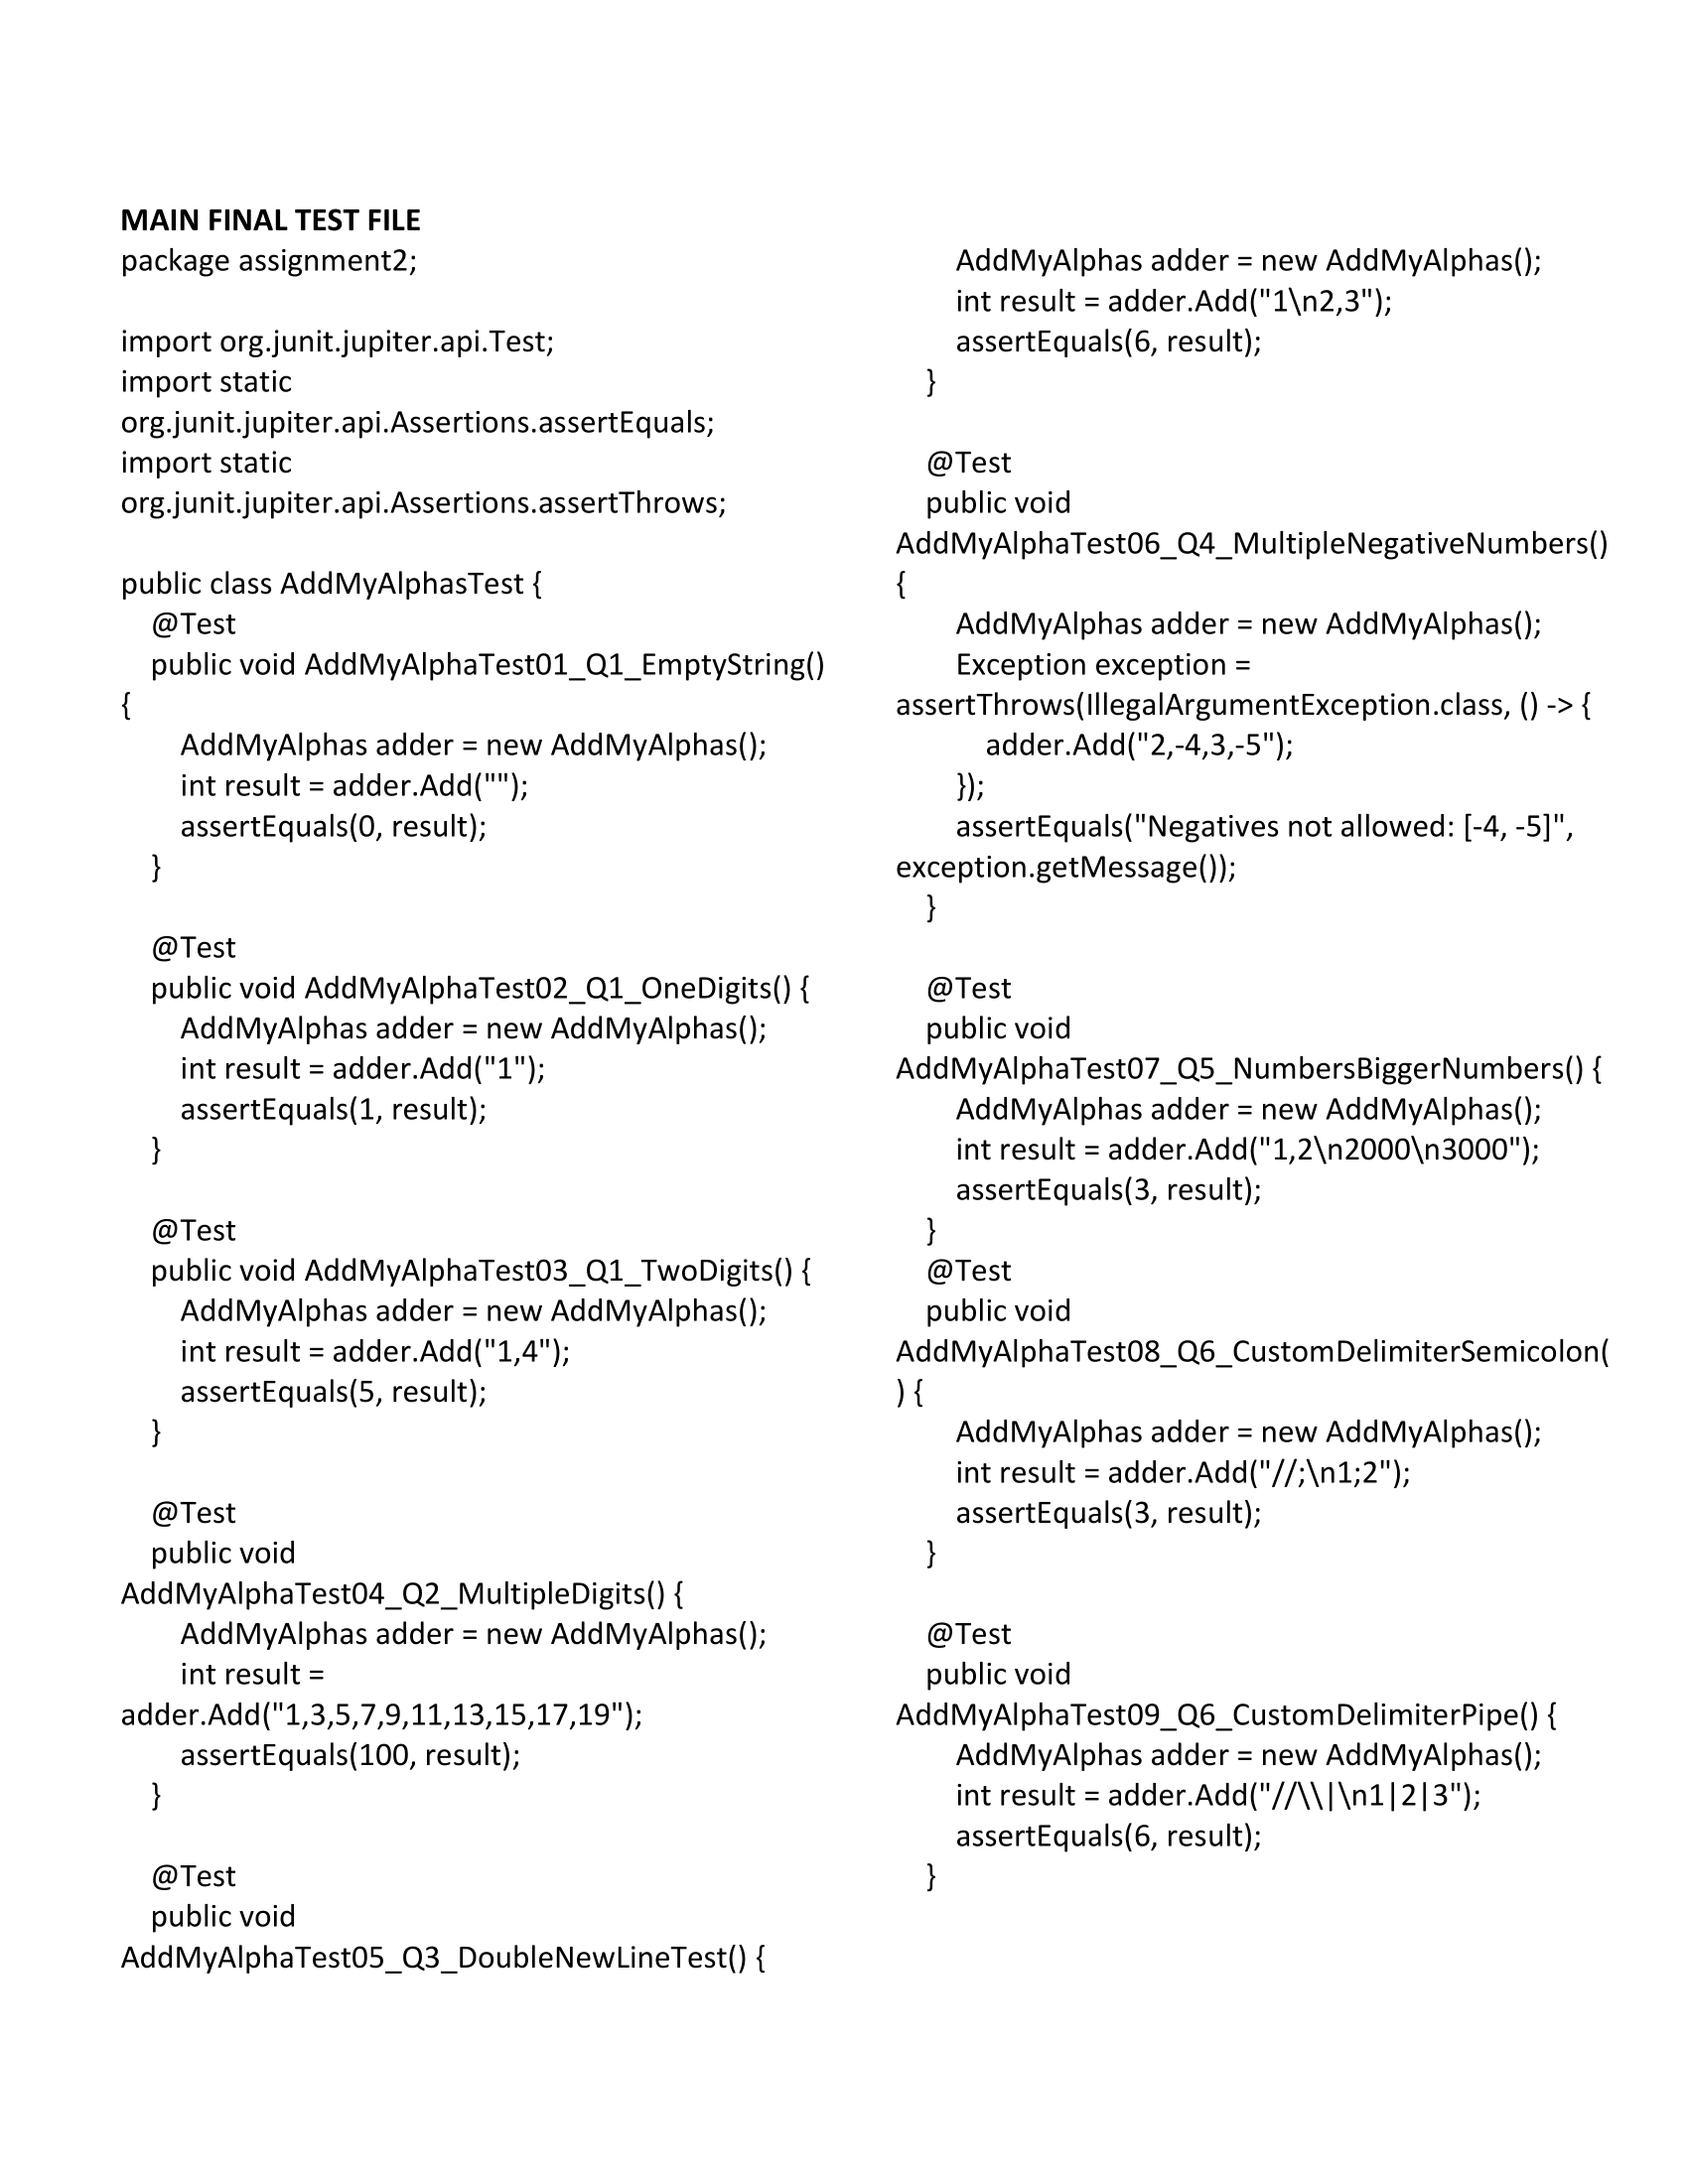 MAIN FINAL TEST FILE
package assignment2;
import org.junit.jupiter.api.Test;
import static
org.junit.jupiter.api.Assertions.assertEquals;
import static
org.junit.jupiter.api.Assertions.assertThrows;
public class AddMyAlphasTest {
@Test
public void AddMyAlphaTest01_Q1_EmptyString()
{
AddMyAlphas adder = new AddMyAlphas();
int result = adder.Add("");
assertEquals(0, result);
}
@Test
public void AddMyAlphaTest02_Q1_OneDigits() {
AddMyAlphas adder = new AddMyAlphas();
int result = adder.Add("1");
assertEquals(1, result);
}
@Test
public void AddMyAlphaTest03_Q1_TwoDigits() {
AddMyAlphas adder = new AddMyAlphas();
int result = adder.Add("1,4");
assertEquals(5, result);
}
@Test
public void
AddMyAlphaTest04_Q2_MultipleDigits() {
AddMyAlphas adder = new AddMyAlphas();
int result =
adder.Add("1,3,5,7,9,11,13,15,17,19");
assertEquals(100, result);
}
@Test
public void
AddMyAlphaTest05_Q3_DoubleNewLineTest() {
AddMyAlphas adder = new AddMyAlphas();
int result = adder.Add("1\n2,3");
assertEquals(6, result);
}
@Test
public void
AddMyAlphaTest06_Q4_MultipleNegativeNumbers()
{
AddMyAlphas adder = new AddMyAlphas();
Exception exception =
assertThrows(IllegalArgumentException.class, () -> {
adder.Add("2,-4,3,-5");
});
assertEquals("Negatives not allowed: [-4, -5]",
exception.getMessage());
}
@Test
public void
AddMyAlphaTest07_Q5_NumbersBiggerNumbers() {
AddMyAlphas adder = new AddMyAlphas();
int result = adder.Add("1,2\n2000\n3000");
assertEquals(3, result);
}
@Test
public void
AddMyAlphaTest08_Q6_CustomDelimiterSemicolon(
) {
AddMyAlphas adder = new AddMyAlphas();
int result = adder.Add("//;\n1;2");
assertEquals(3, result);
}
@Test
public void
AddMyAlphaTest09_Q6_CustomDelimiterPipe() {
AddMyAlphas adder = new AddMyAlphas();
int result = adder.Add("//\\|\n1|2|3");
assertEquals(6, result);
}